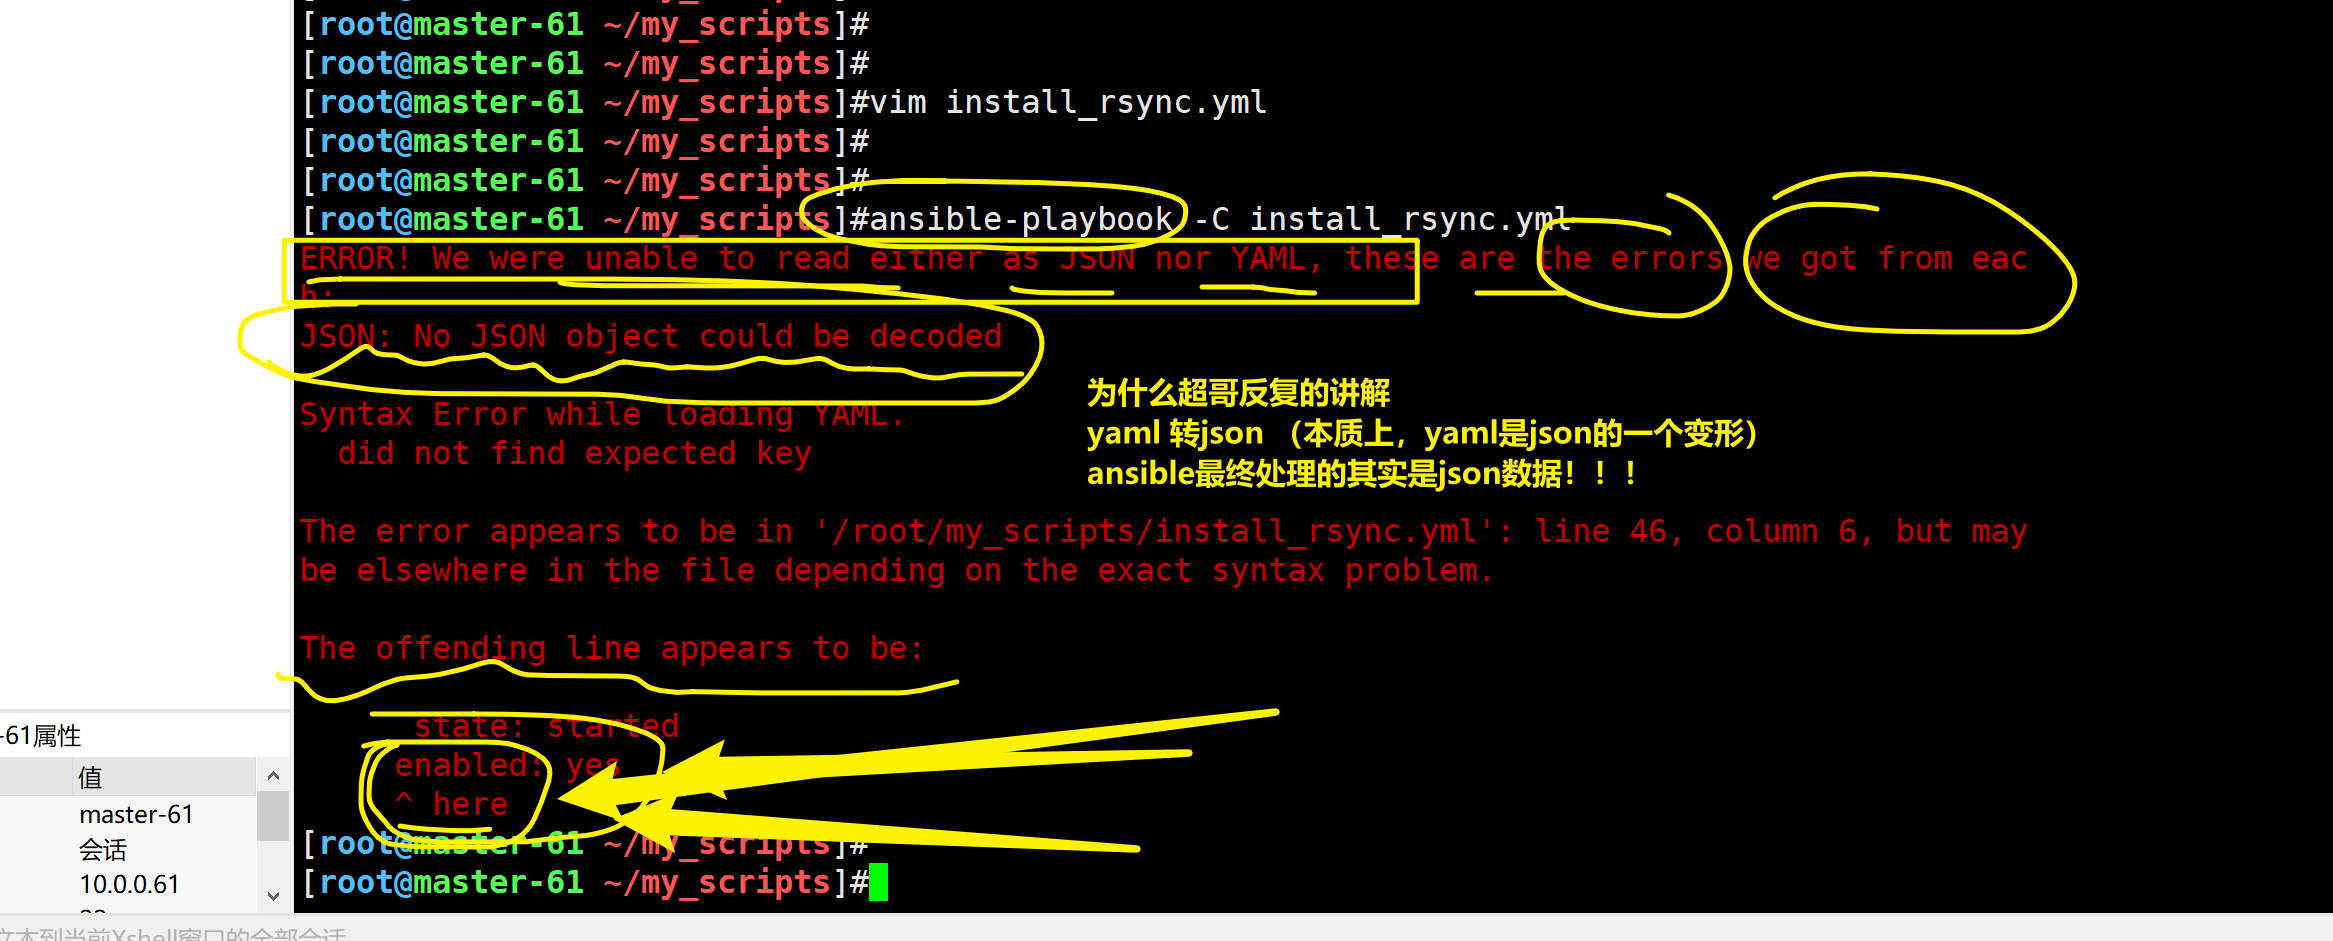 [root@master-61 ~/my_scripts]#
[root@master-61 ~/my_scripts]#
[root@master-61 ~/my_scripts]#vim install_rsync.yml
[root@master-61 ~/my_scripts]#
[root@master-61 ~/my_scripts]#
[root@master-61 ~/my_scripts]#ansible-playbook -C install_rsync.yml
ERROR! We were unable to read either as JSON nor YAML, these are the errors we got from eac
h:
JSON: No JSON object could be decoded
为什么超哥反复的讲解
yaml 转json （本质上，yaml是json的一个变形）
ansible最终处理的其实是json数据！！！
Syntax Error while loading YAML.
did not find expected key
The error appears to be in '/root/my_scripts/install_rsync.yml': line 46, column 6, but may
be elsewhere in the file depending on the exact syntax problem.
The offending line appears to be:
state: started
enabled: yes
^ here
[root@master-61 ~/my_scripts]#
[root@master-61 ~/my_scripts]#
-61属性
值
master-61
会话
10.0.0.61
文本到当前Xshell窗口的全部会话